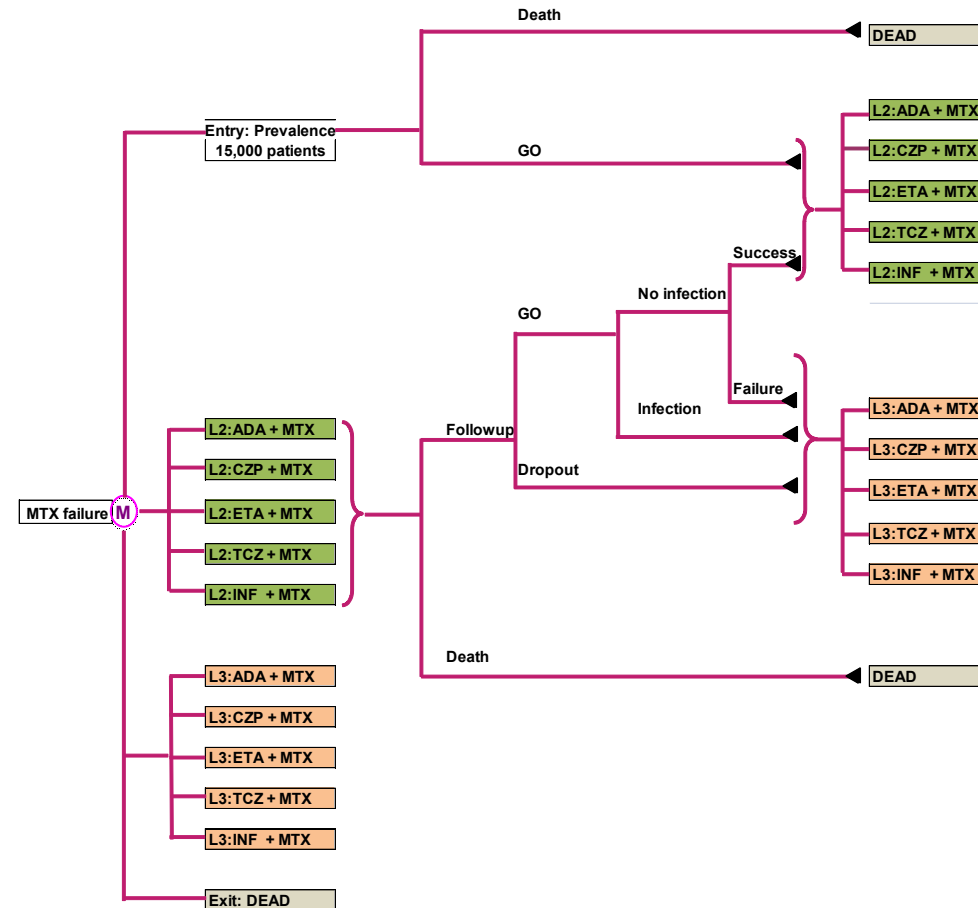 Death
DEAD
Entry: Prevalence
15,000 patients
GO
L2:ADA + MTX
L2:CZP + MTX
L2:ETA + MTX
L2:TCZ + MTX
L2:INF + MTX
Success
No infection
GO
Failure
Infection
Followup
Dropout
L3:ADA + MTX
L3:CZP + MTX
L3:ETA + MTX
L3:TCZ + MTX
L3:INF + MTX
MTX failure
M
L2:ADA + MTX
L2:CZP + MTX
L2:ETA + MTX
L2:TCZ + MTX
L2:INF + MTX
Death
DEAD
L3:ADA + MTX
L3:CZP + MTX
L3:ETA + MTX
L3:TCZ + MTX
L3:INF + MTX
Exit: DEAD